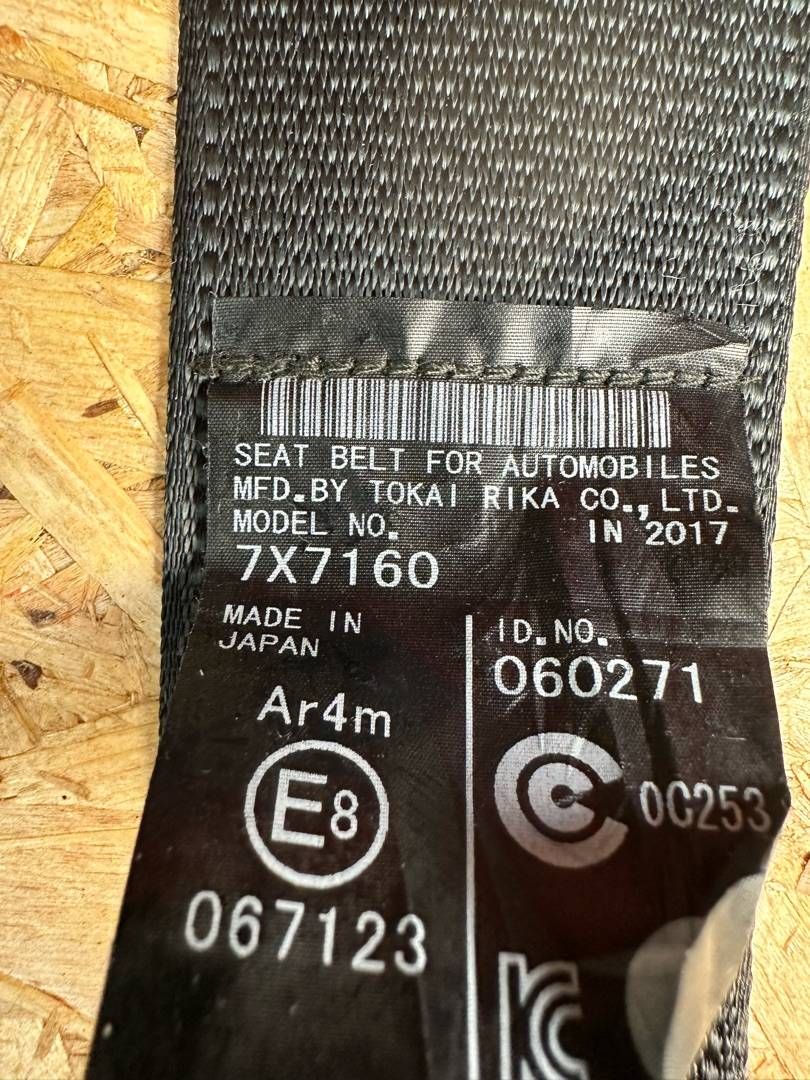 SEAT BELT FOR AUTOMOBILES
MFD.BY TOKAI RIKA CO.,LTD.
MODEL NO. IN 2017
7X7160
MADE IN
JAPAN
ID.NO.
060271
Ar4m
E8
067123
0C253